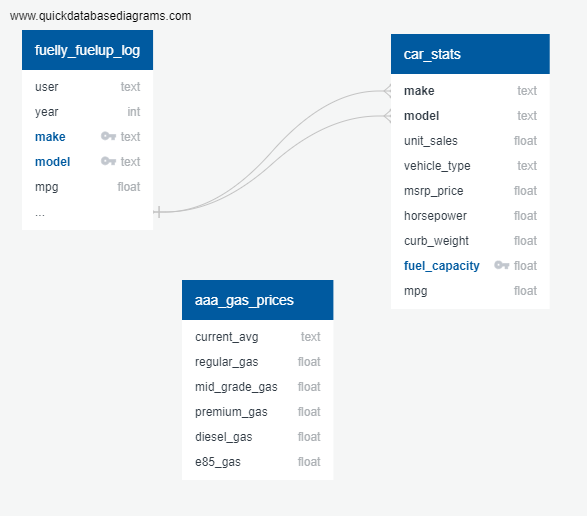 www.quickdatabasediagrams.com
fuelly_fuelup_log
user text
year int
make text
model text
mpg float
...
car_stats
make text
model text
unit_sales float
vehicle_type text
msrp_price float
horsepower float
curb_weight float
fuel_capacity float
mpg float
aaa_gas_prices
current_avg text
regular_gas float
mid_grade_gas float
premium_gas float
diesel_gas float
e85_gas float